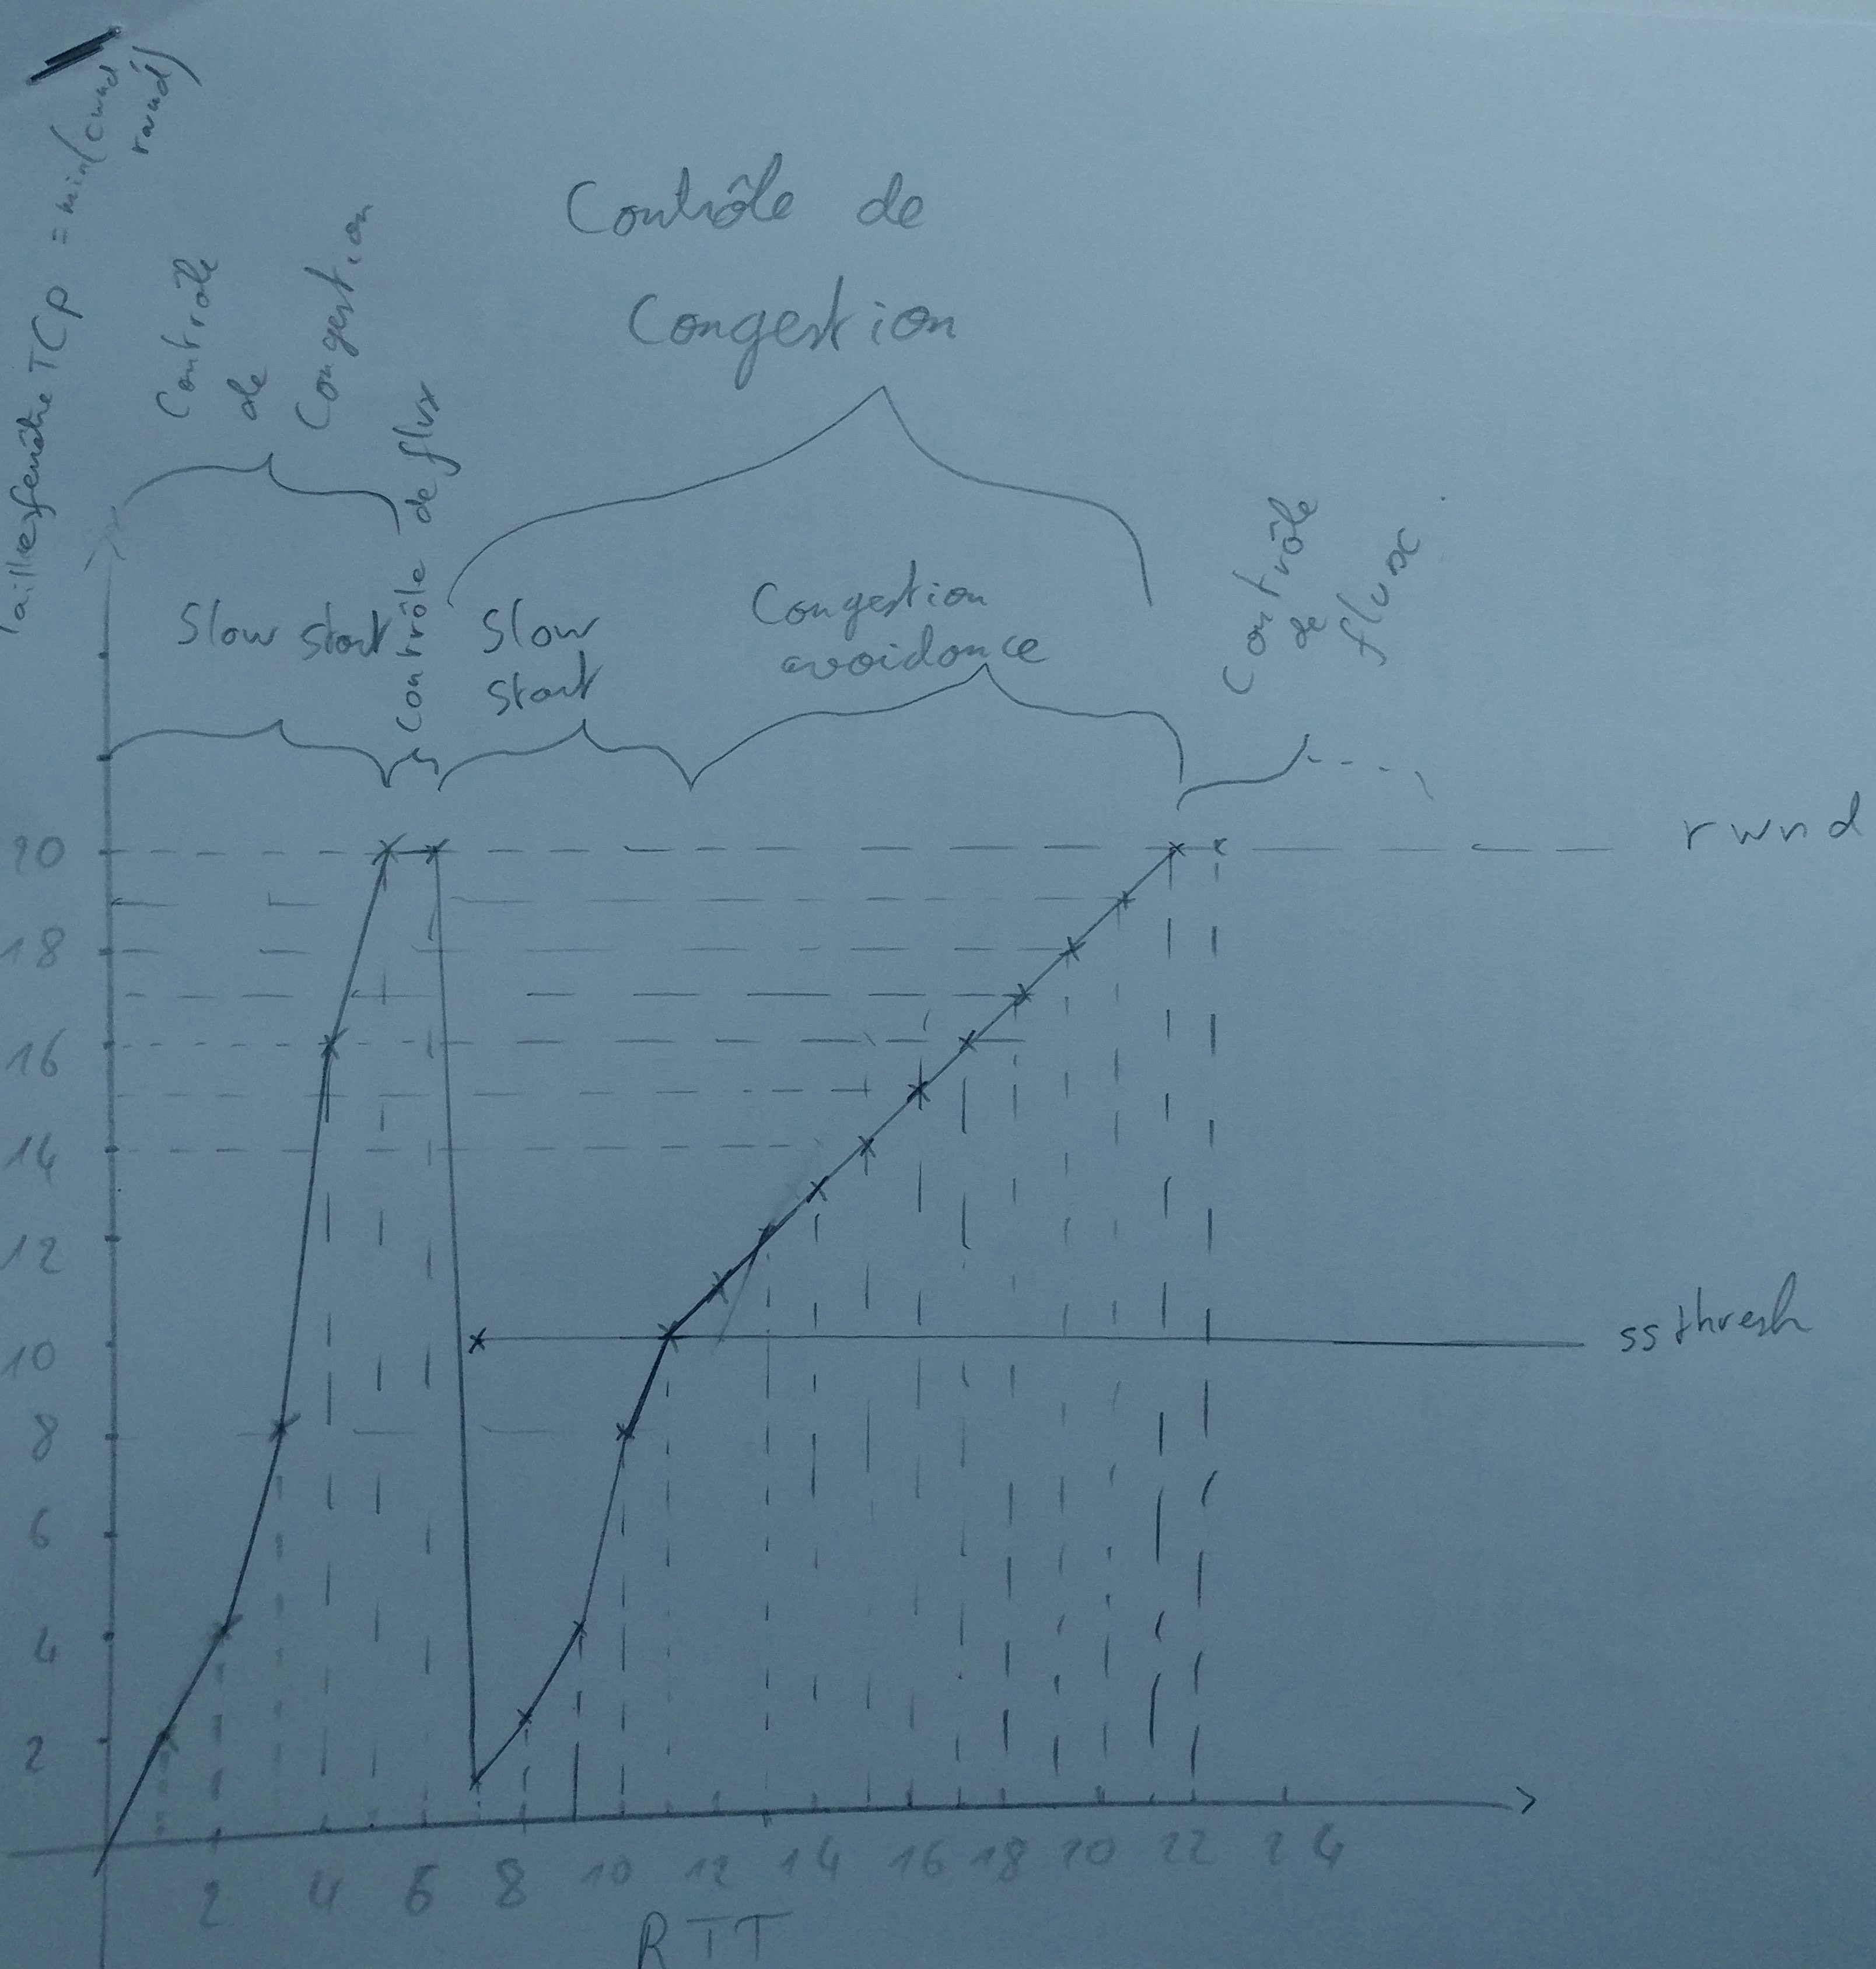 Taille fenêtre TCP = min(cwnd
rwnd)
Contrôle
de
Congestion
Contrôle de flux
Contrôle de
Congestion
Slow start
Slow
start
Congestion
avoidance
Contrôle
de
flux
rwnd
20
18
16
14
12
10
8
6
4
2
ssthresh
2 4 6 8 10 12 14 16 18 20 22 24
RTT